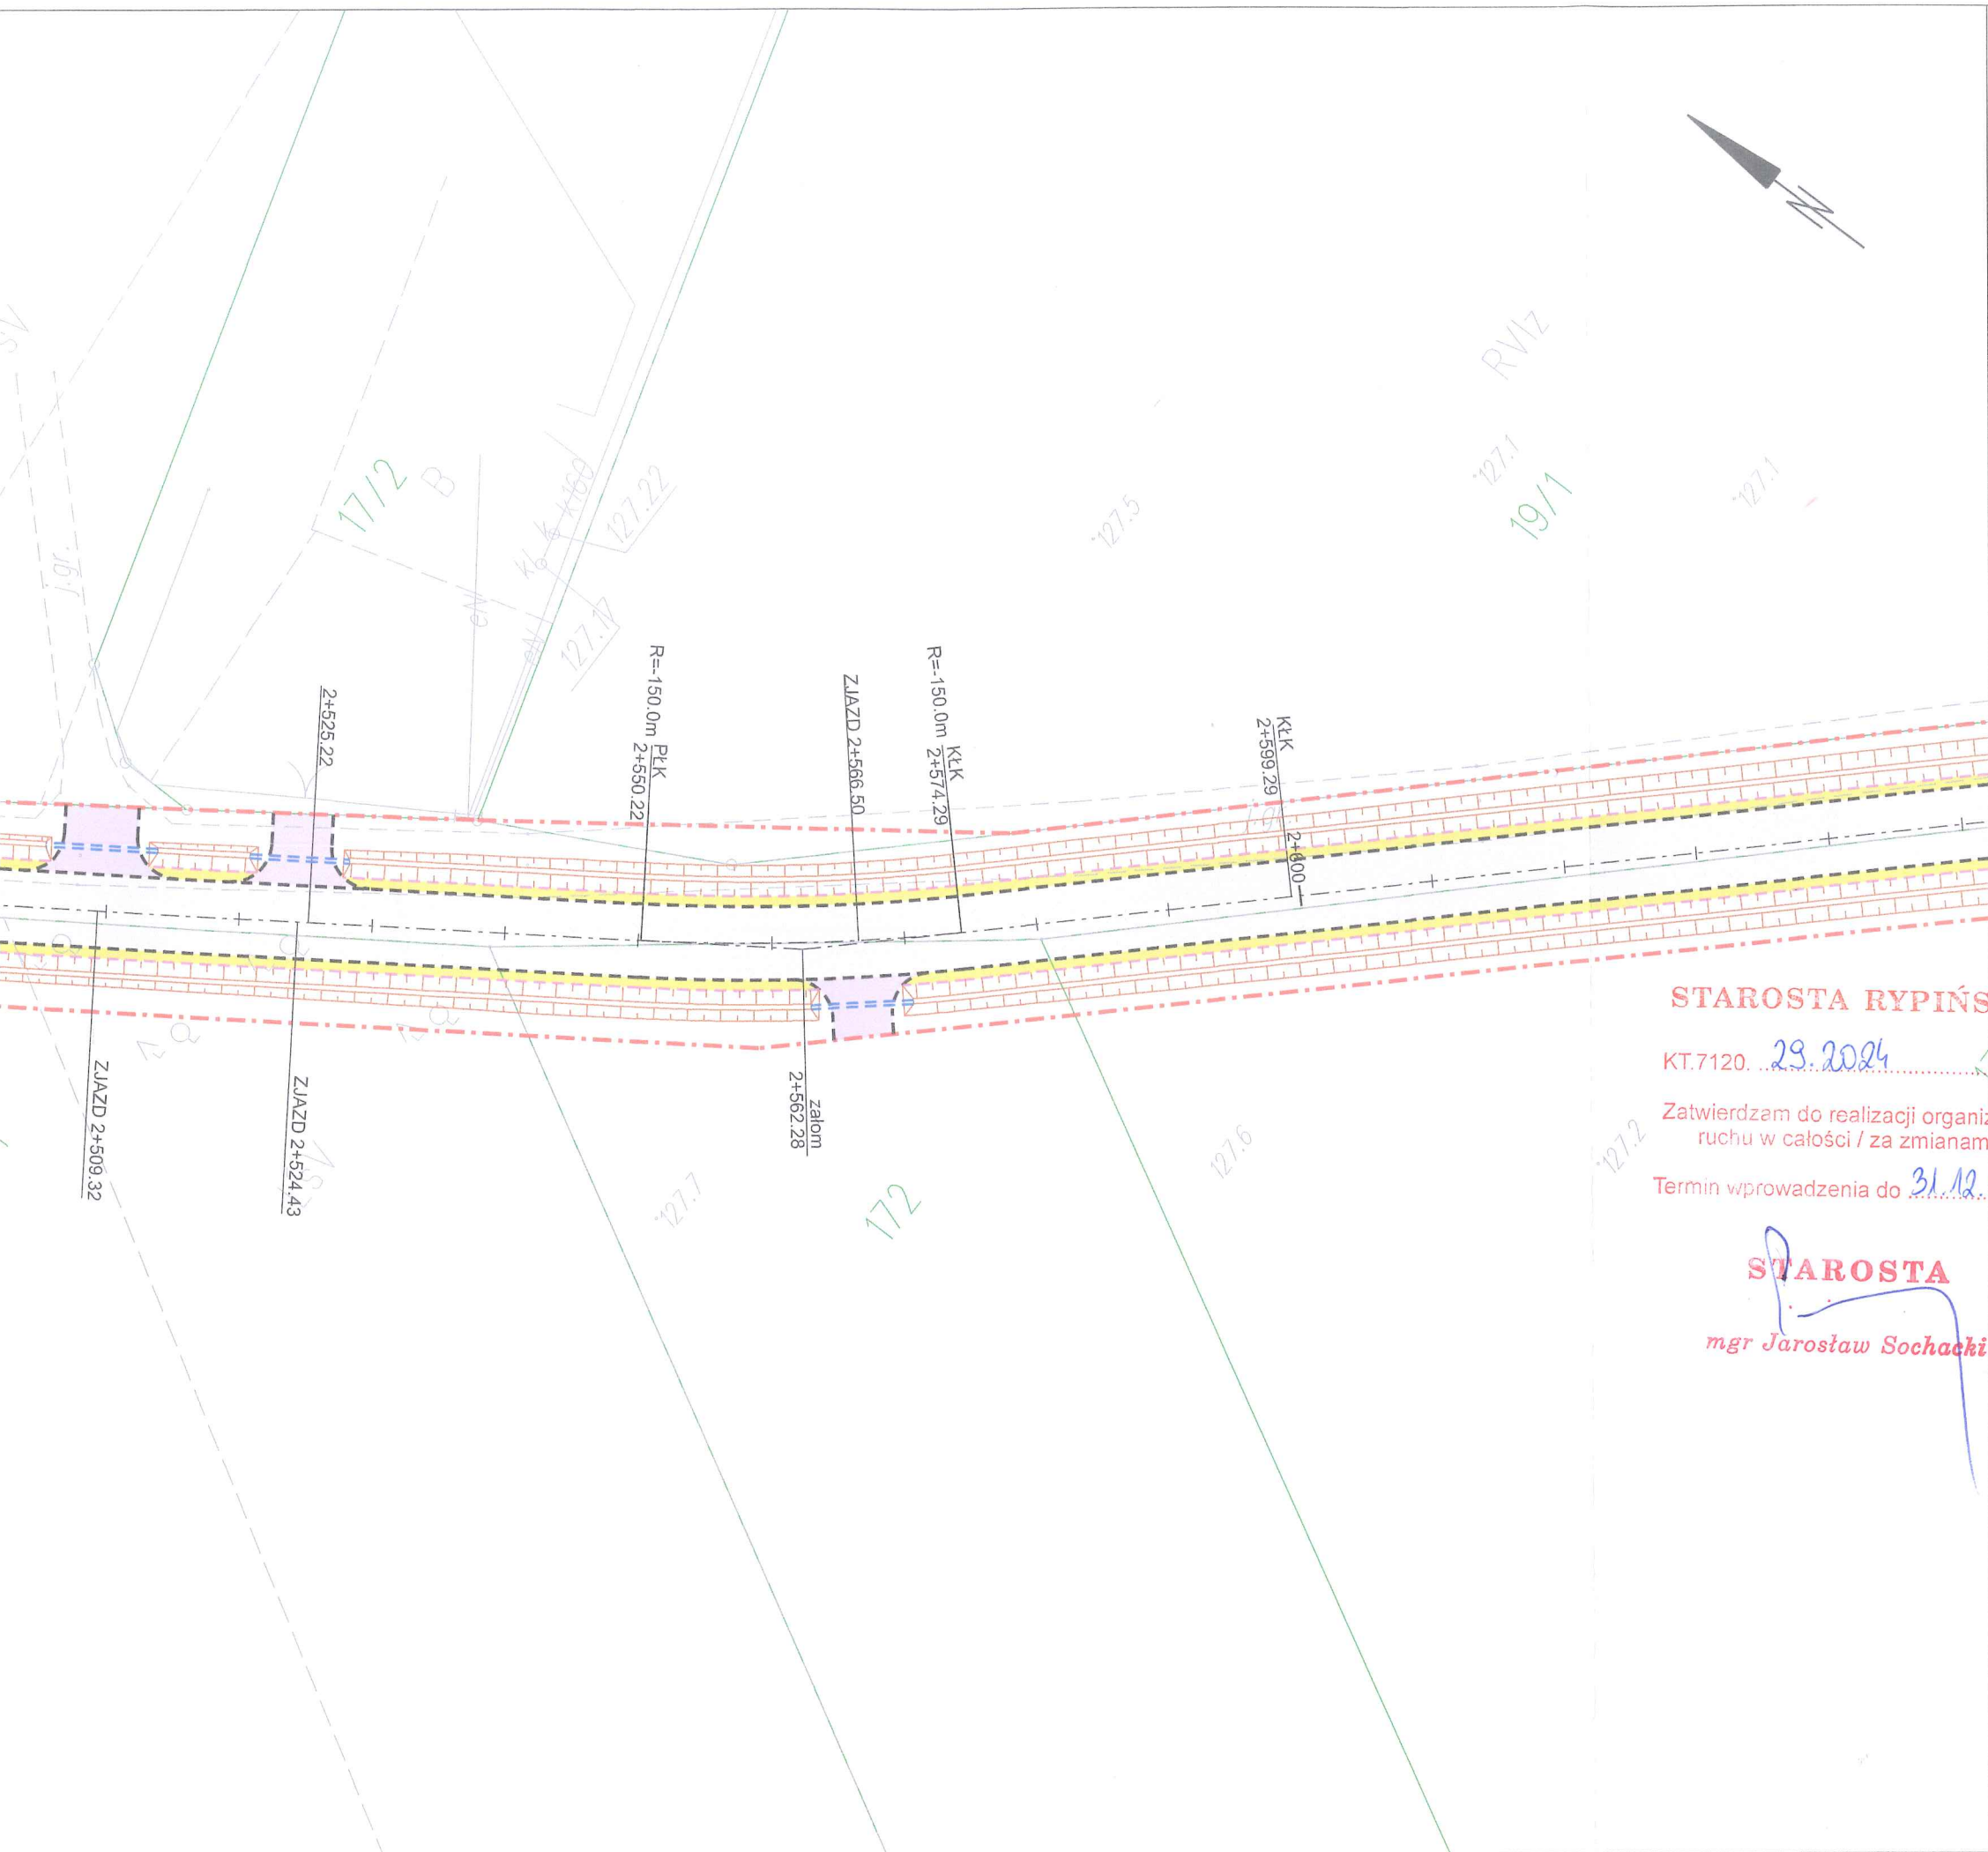 N
RVIz
127.1
19/1
127.1
127.5
17/2
B
k160
k
k
127.22
127.17
eN
eN
j.gr.
2+525.22
R=-150.0m
PŁK
2+550.22
ZJAZD 2+566.50
R=-150.0m
KŁK
2+574.29
KŁK
2+599.29
2+600
ZJAZD 2+509.32
ZJAZD 2+524.43
załom
2+562.28
127.7
172
127.6
127.2
STAROSTA RYPIŃS
KT.7120. 29.2024
Zatwierdzam do realizacji organiz
ruchu w całości / za zmianam
Termin wprowadzenia do 31.12.
STAROSTA
mgr Jarosław Sochacki